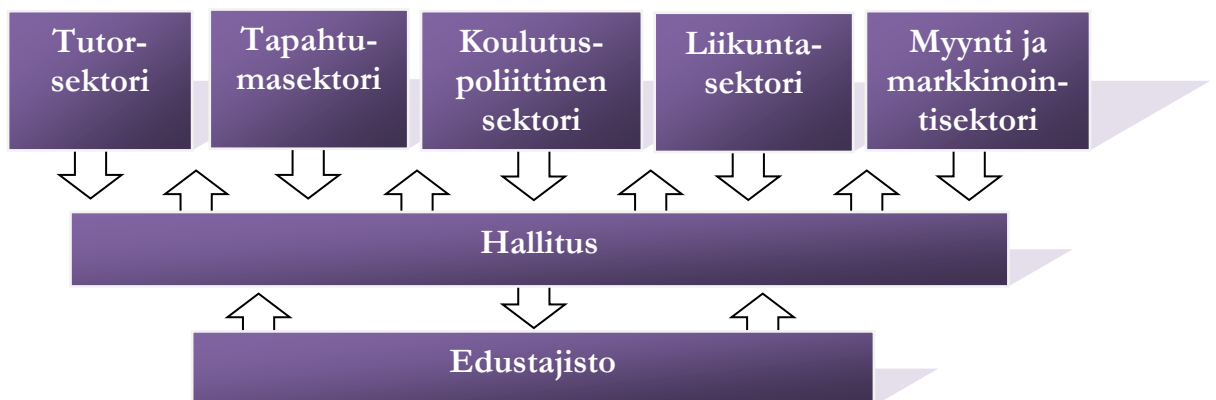 Tutor-
sektori
Tapahtu-
masektori
Koulutus-
poliittinen
sektori
Liikunta-
sektori
Myynti ja
markkinoin-
tisektori
Hallitus
Edustajisto